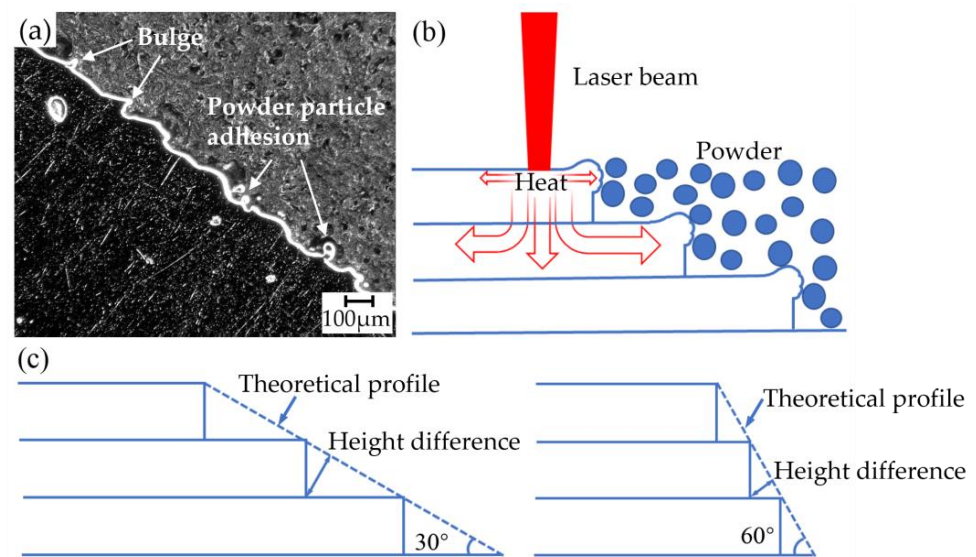 (a)
Bulge
Powder particle
adhesion
100μm
(b)
Laser beam
Powder
Heat
(c)
Theoretical profile
Height difference
30°
Theoretical profile
Height difference
60°